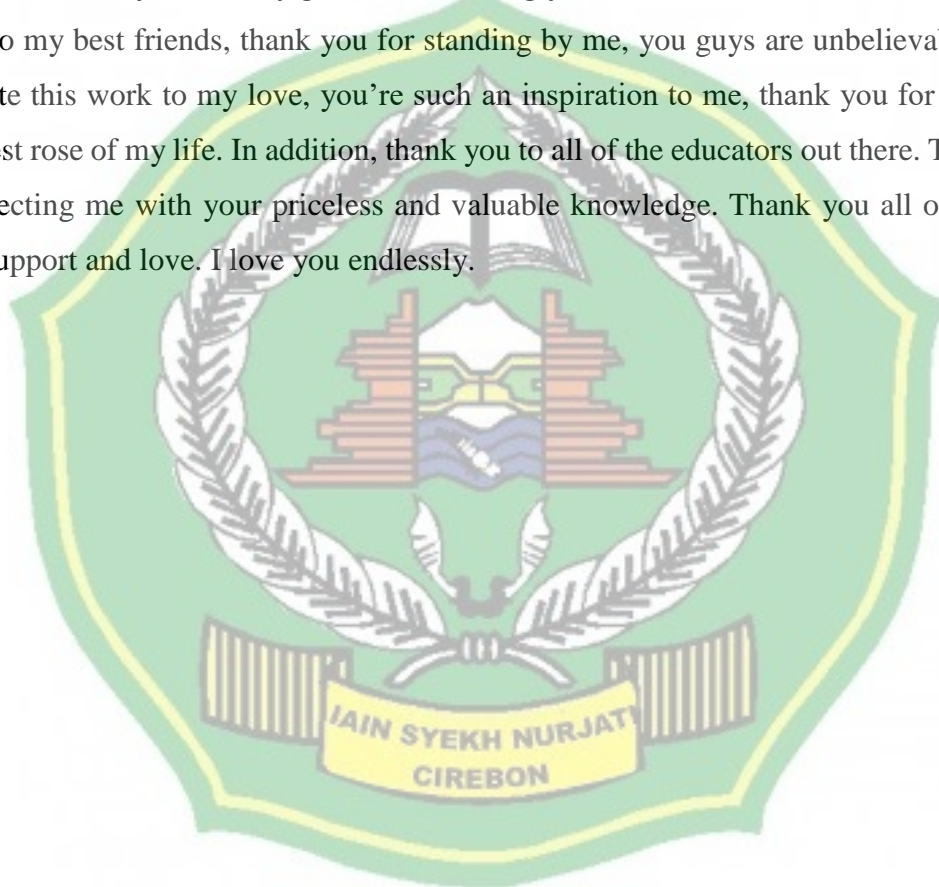 o my best friends, thank you for standing by me, you guys are unbelieva
te this work to my love, you’re such an inspiration to me, thank you for
est rose of my life. In addition, thank you to all of the educators out there. T
ecting me with your priceless and valuable knowledge. Thank you all o
upport and love. I love you endlessly.
IAIN SYEKH NURJATI
CIREBON